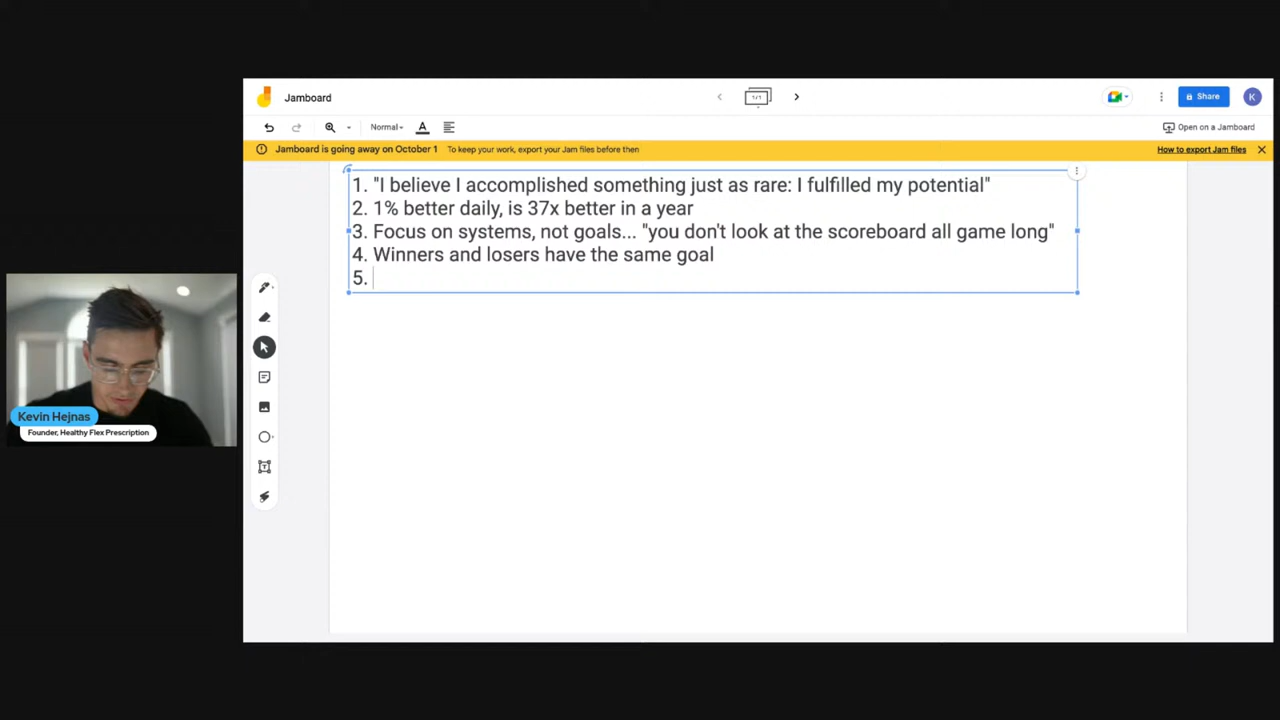 Jamboard
1/1
Share
K
Normal
A
Open on a Jamboard
Jamboard is going away on October 1 To keep your work, export your Jam files before then
How to export Jam files
1. "I believe I accomplished something just as rare: I fulfilled my potential"
2. 1% better daily, is 37x better in a year
3. Focus on systems, not goals... "you don't look at the scoreboard all game long"
4. Winners and losers have the same goal
5.
Kevin Hejnas
Founder, Healthy Flex Prescription